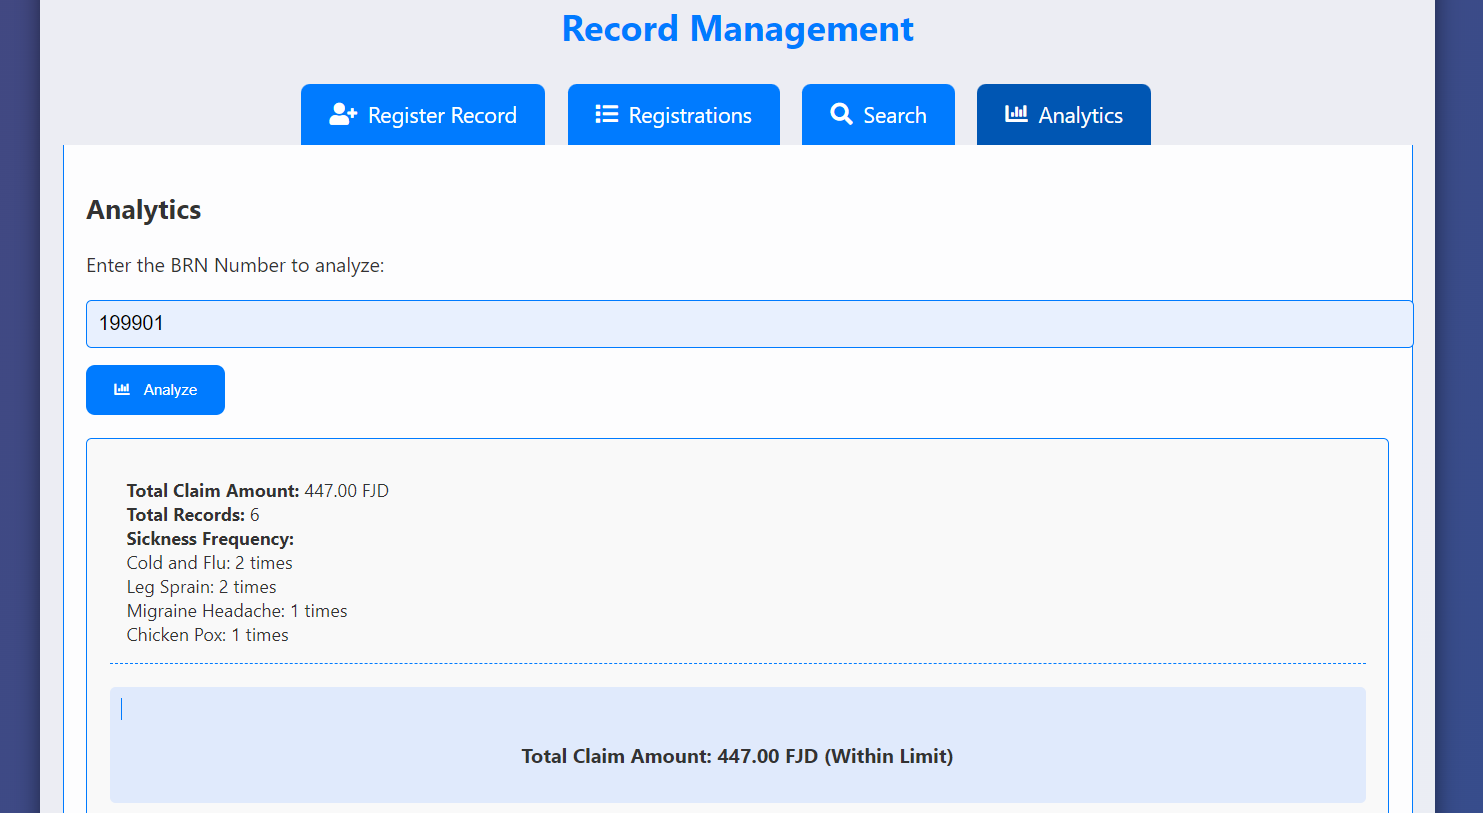 Record Management
Register Record
Registrations
Search
Analytics
Analytics
Enter the BRN Number to analyze:
199901
Analyze
Total Claim Amount: 447.00 FJD
Total Records: 6
Sickness Frequency:
Cold and Flu: 2 times
Leg Sprain: 2 times
Migraine Headache: 1 times
Chicken Pox: 1 times
Total Claim Amount: 447.00 FJD (Within Limit)